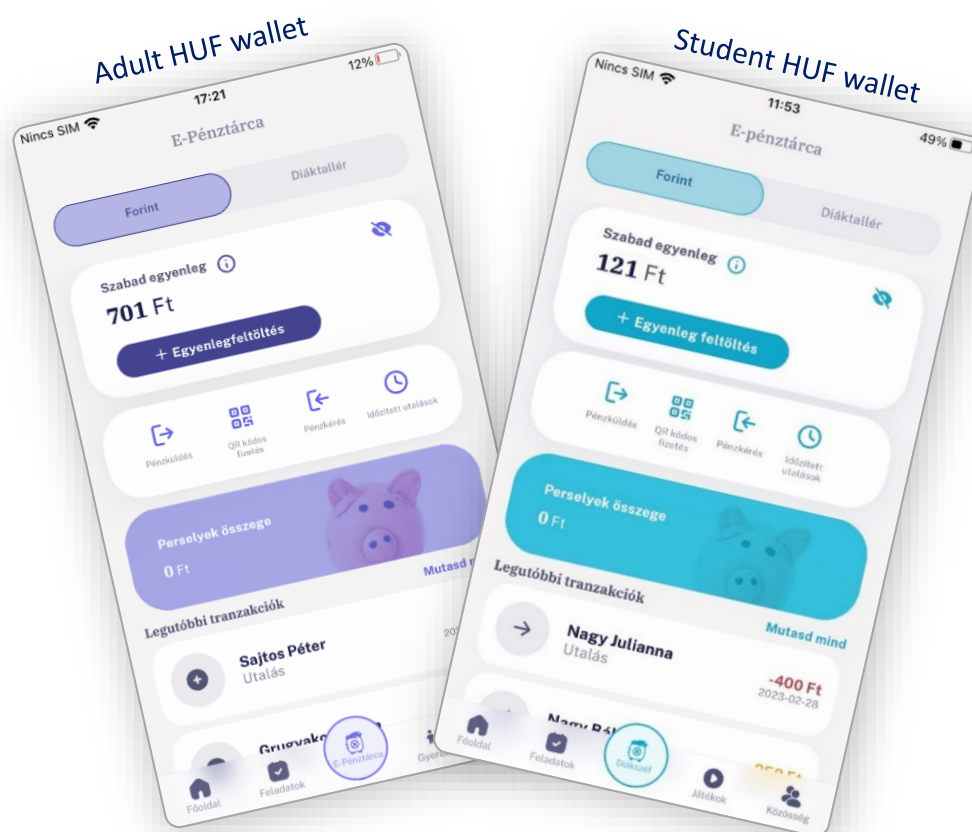 Adult HUF wallet
Nincs SIM
17:21
12%
E-Pénztárca
Forint
Diáktallér
Szabad egyenleg
701 Ft
+ Egyenlegfeltöltés
Pénzküldés
QR kódos
fizetés
Pénzkérés
Időzített utalások
Perselyek összege
0 Ft
Legutóbbi tranzakciók
Mutasd
Sajtos Péter
Utalás
Főoldal
Feladatok
E-Pénztárca
Student HUF wallet
Nincs SIM
11:53
49%
E-pénztárca
Forint
Diáktallér
Szabad egyenleg
121 Ft
+ Egyenleg feltöltés
Pénzküldés
QR kódos
fizetés
Pénzkérés
Időzített
utalások
Perselyek összege
0 Ft
Legutóbbi tranzakciók
Mutasd mind
Nagy Julianna
Utalás
-400 Ft
2023-02-28
Nagy
Főoldal
Feladatok
Diákszéf
Játékok
Közösség